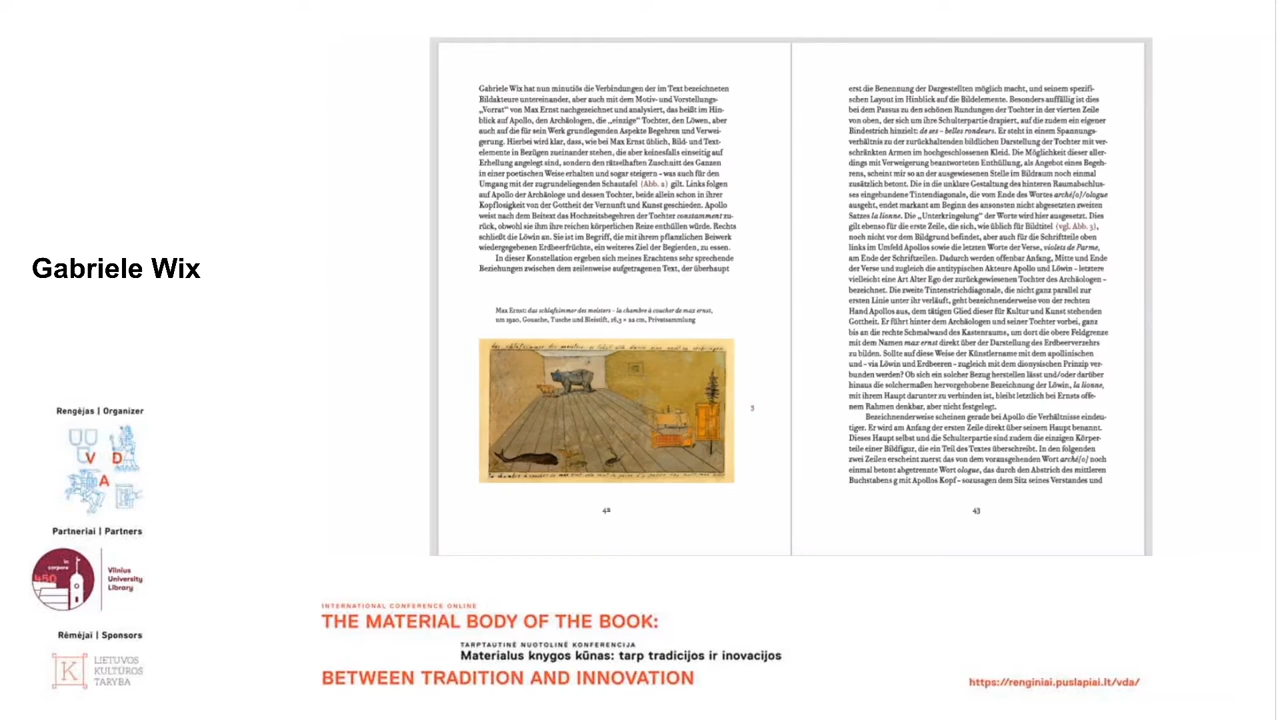 Gabriele Wix
Rengėjas | Organizer
V D
A
Partneriai | Partners
in
corpore
450
Vilnius
University
Library
Rėmėjai | Sponsors
K
LIETUVOS
KULTŪROS
TARYBA
Gabriele Wix hat nun minutiös die Verbindungen der im Text bezeichneten
Bildakteure untereinander, aber auch mit dem Motiv- und Vorstellungs-
„Vorrat“ von Max Ernst nachgezeichnet und analysiert, das heißt im Hin-
blick auf Apollo, den Archäologen, die „einzige“ Tochter, den Löwen, aber
auch auf die für sein Werk grundlegenden Aspekte Begehren und Verwei-
gerung. Hierbei wird klar, dass, wie bei Max Ernst üblich, Bild- und Text-
elemente in Bezügen zueinander stehen, die aber keinesfalls einseitig auf
Erhellung angelegt sind, sondern den rätselhaften Zuschnitt des Ganzen
in einer poetischen Weise erhalten und sogar steigern – was auch für den
Umgang mit der zugrundeliegenden Schautafel (Abb. 2) gilt. Links folgen
auf Apollo der Archäologe und dessen Tochter, beide allein schon in ihrer
Kopflosigkeit von der Gottheit der Vernunft und Kunst geschieden. Apollo
weist nach dem Beitext das Hochzeitsbegehren der Tochter constamment zu-
rück, obwohl sie ihm ihre reichen körperlichen Reize enthüllen würde. Rechts
schließt die Löwin an. Sie ist im Begriff, die mit ihrem pflanzlichen Beiwerk
wiedergegebenen Erdbeerfrüchte, ein weiteres Ziel der Begierden, zu essen.
In dieser Konstellation ergeben sich meines Erachtens sehr spezifische
Beziehungen zwischen dem zeilenweise aufgetragenen Text, der überhaupt
Max Ernst: das schlafzimmer des meisters – la chambre à coucher de max ernst,
um 1920, Gouache, Tusche und Bleistift, 16,3 × 22 cm, Privatsammlung
3
42
erst die Benennung der Dargestellten möglich macht, und seinem spezifi-
schen Layout im Hinblick auf die Bildelemente. Besonders auffällig ist dies
bei dem Passus zu den schönen Rundungen der Tochter in der vierten Zeile
von oben, der sich um ihre Schulterpartie drapiert, auf die zudem ein eigener
Bindestrich hinzielt: de ses – belles rondeurs. Er steht in einem Spannungs-
verhältnis zu der zurückhaltenden bildlichen Darstellung der Tochter mit ver-
schränkten Armen im hochgeschlossenen Kleid. Die Möglichkeit dieser aller-
dings mit Verweigerung beantworteten Enthüllung, als Angebot eines Begeh-
rens, scheint mir so an der ausgewiesenen Stelle im Bildraum noch einmal
zusätzlich betont. Die in die unklare Gestaltung des hinteren Raumabschlus-
ses eingebundene Tintendiagonale, die vom Ende des Wortes arché[o]/ologue
ausgeht, endet markant am Beginn des ansonsten nicht abgesetzten zweiten
Satzes la lionne. Die „Unterkringelung“ der Worte wird hier ausgesetzt. Dies
gilt ebenso für die erste Zeile, die sich, wie üblich für Bildtitel (vgl. Abb. 3),
noch nicht vor dem Bildgrund befindet, aber auch für die Schriftteile oben
links im Umfeld Apollos sowie die letzten Worte der Verse, violets de Parme,
am Ende der Schriftzeilen. Dadurch werden offenbar Anfang, Mitte und Ende
der Verse und zugleich die antitypischen Akteure Apollo und Löwin – letztere
vielleicht eine Art Alter Ego der zurückgewiesenen Tochter des Archäologen –
bezeichnet. Die zweite Tintenstrichdiagonale, die nicht ganz parallel zur
ersten Linie unter ihr verläuft, geht bezeichnenderweise von der rechten
Hand Apollos aus, dem tätigen Glied dieser für Kultur und Kunst stehenden
Gottheit. Er führt hinter dem Archäologen und seiner Tochter vorbei, ganz
bis an die rechte Schmalwand des Kastenraums, um dort die obere Feldgrenze
mit dem Namen max ernst direkt über der Darstellung des Erdbeerverzehrs
zu bilden. Sollte auf diese Weise der Künstlername mit dem apollinischen
und – via Löwin und Erdbeeren – zugleich mit dem dionysischen Prinzip ver-
bunden werden? Ob sich ein solcher Bezug herstellen lässt und/oder darüber
hinaus die solchermaßen hervorgehobene Bezeichnung der Löwin, la lionne,
mit ihrem Haupt darunter zu verbinden ist, bleibt letztlich bei Ernsts offe-
nem Rahmen denkbar, aber nicht festgelegt.
Bezeichnenderweise scheinen gerade bei Apollo die Verhältnisse eindeu-
tiger. Er wird am Anfang der ersten Zeile direkt über seinem Haupt benannt.
Dieses Haupt selbst und die Schulterpartie sind zudem die einzigen Körper-
teile einer Bildfigur, die ein Teil des Textes überschreibt. In den folgenden
zwei Zeilen erscheint zuerst das von dem vorausgehenden Wort arché[o] noch
einmal betont abgetrennte Wort ologue, das durch den Abstrich des mittleren
Buchstabens g mit Apollos Kopf – sozusagen dem Sitz seines Verstandes und
43
INTERNATIONAL CONFERENCE ONLINE
THE MATERIAL BODY OF THE BOOK:
TARPTAUTINĖ NUOTOLINĖ KONFERENCIJA
Materialus knygos kūnas: tarp tradicijos ir inovacijos
BETWEEN TRADITION AND INNOVATION
https://renginiai.puslapiai.lt/vda/